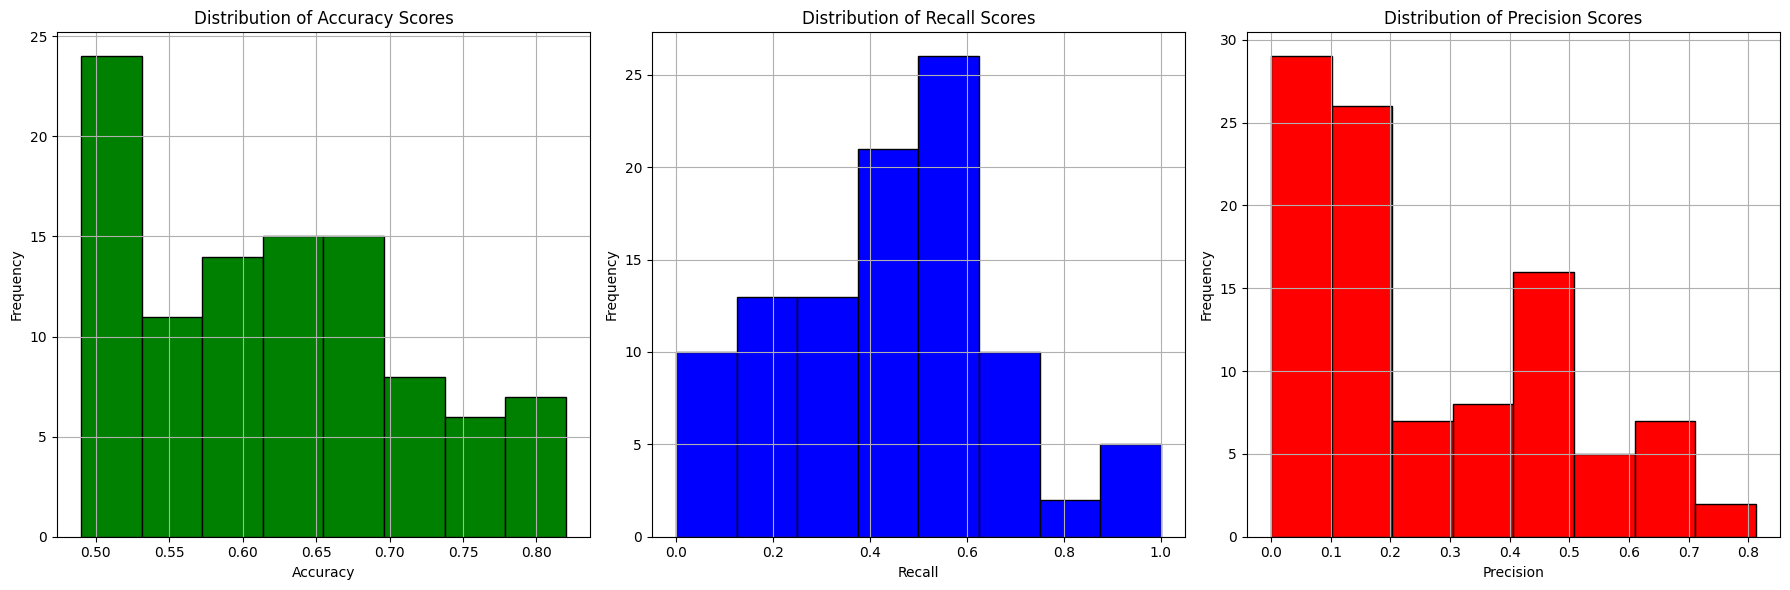 Distribution of Accuracy Scores
25
20
15
10
5
0
Frequency
0.50 0.55 0.60 0.65 0.70 0.75 0.80
Accuracy
Distribution of Recall Scores
25
20
15
10
5
0
Frequency
0.0 0.2 0.4 0.6 0.8 1.0
Recall
Distribution of Precision Scores
30
25
20
15
10
5
0
Frequency
0.0 0.1 0.2 0.3 0.4 0.5 0.6 0.7 0.8
Precision